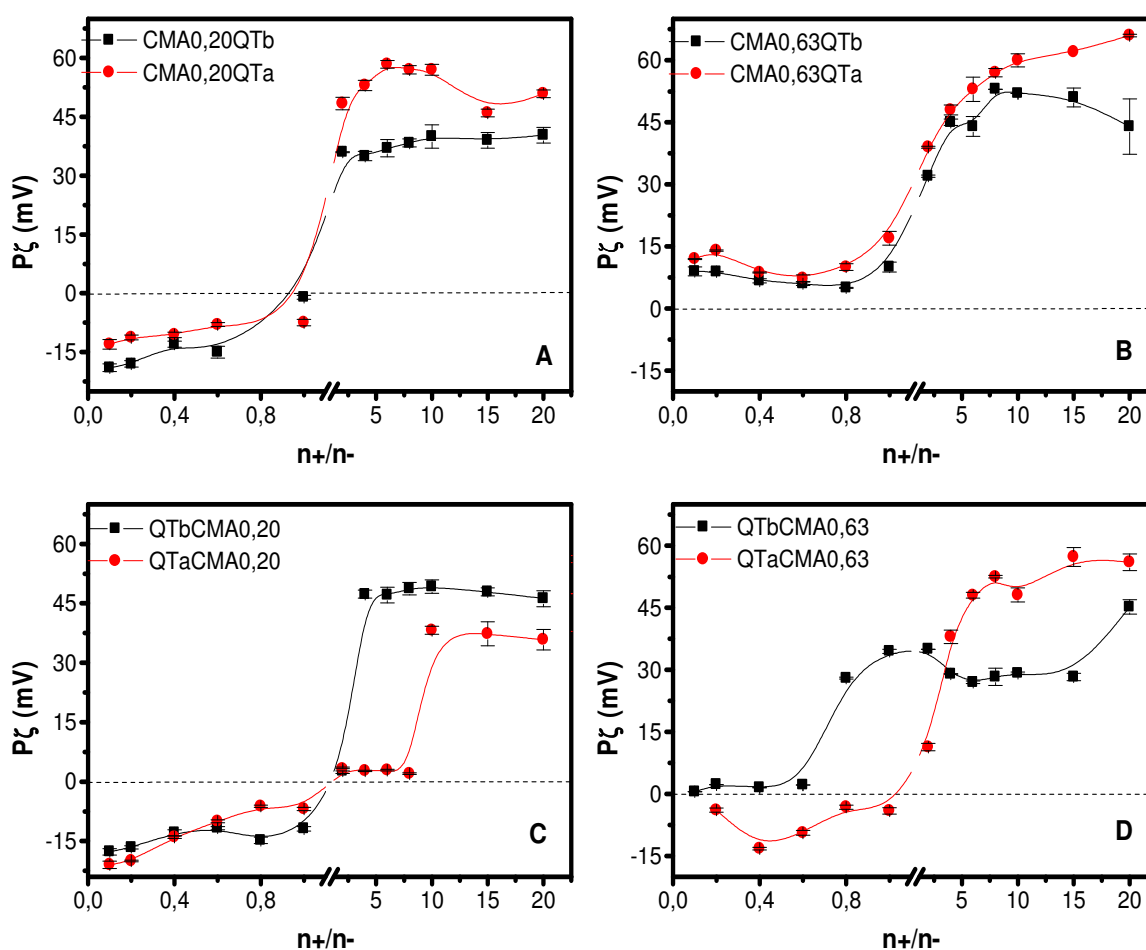 CMA0,20QTb
CMA0,20QTa
60
45
30
15
0
-15
Pζ (mV)
A
0,0 0,4 0,8 5 10 15 20
n+/n-
CMA0,63QTb
CMA0,63QTa
60
45
30
15
0
-15
Pζ (mV)
B
0,0 0,4 0,8 5 10 15 20
n+/n-
QTbCMA0,20
QTaCMA0,20
60
45
30
15
0
-15
Pζ (mV)
C
0,0 0,4 0,8 5 10 15 20
n+/n-
QTbCMA0,63
QTaCMA0,63
60
45
30
15
0
-15
Pζ (mV)
D
0,0 0,4 0,8 5 10 15 20
n+/n-